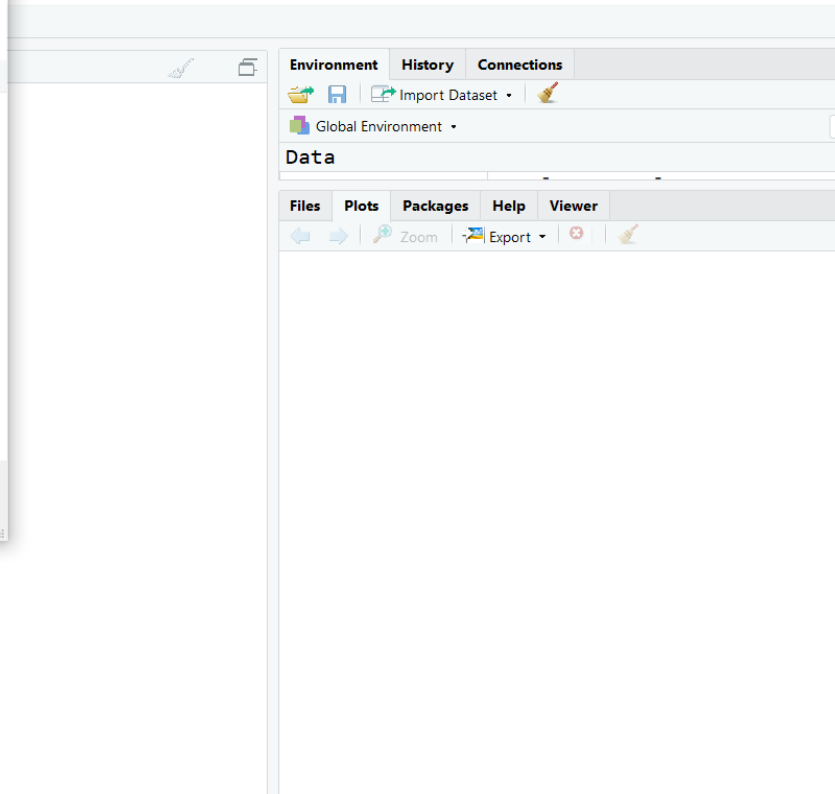 Environment History Connections
Import Dataset
Global Environment
Data
Files Plots Packages Help Viewer
Zoom Export